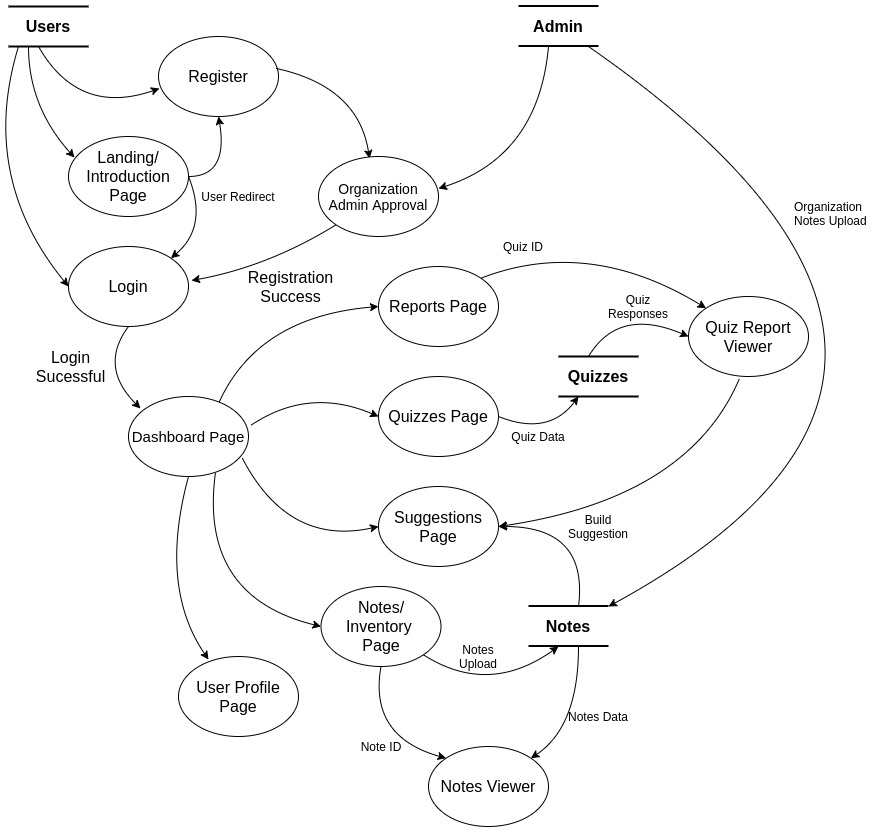 Users
Admin
Register
Landing/
Introduction
Page
User Redirect
Organization
Admin Approval
Organization
Notes Upload
Login
Registration
Success
Quiz ID
Reports Page
Quiz
Responses
Quiz Report
Viewer
Login
Sucessful
Quizzes
Quizzes Page
Quiz Data
Dashboard Page
Suggestions
Page
Build
Suggestion
Notes/
Inventory
Page
Notes
Notes
Upload
User Profile
Page
Notes Data
Note ID
Notes Viewer